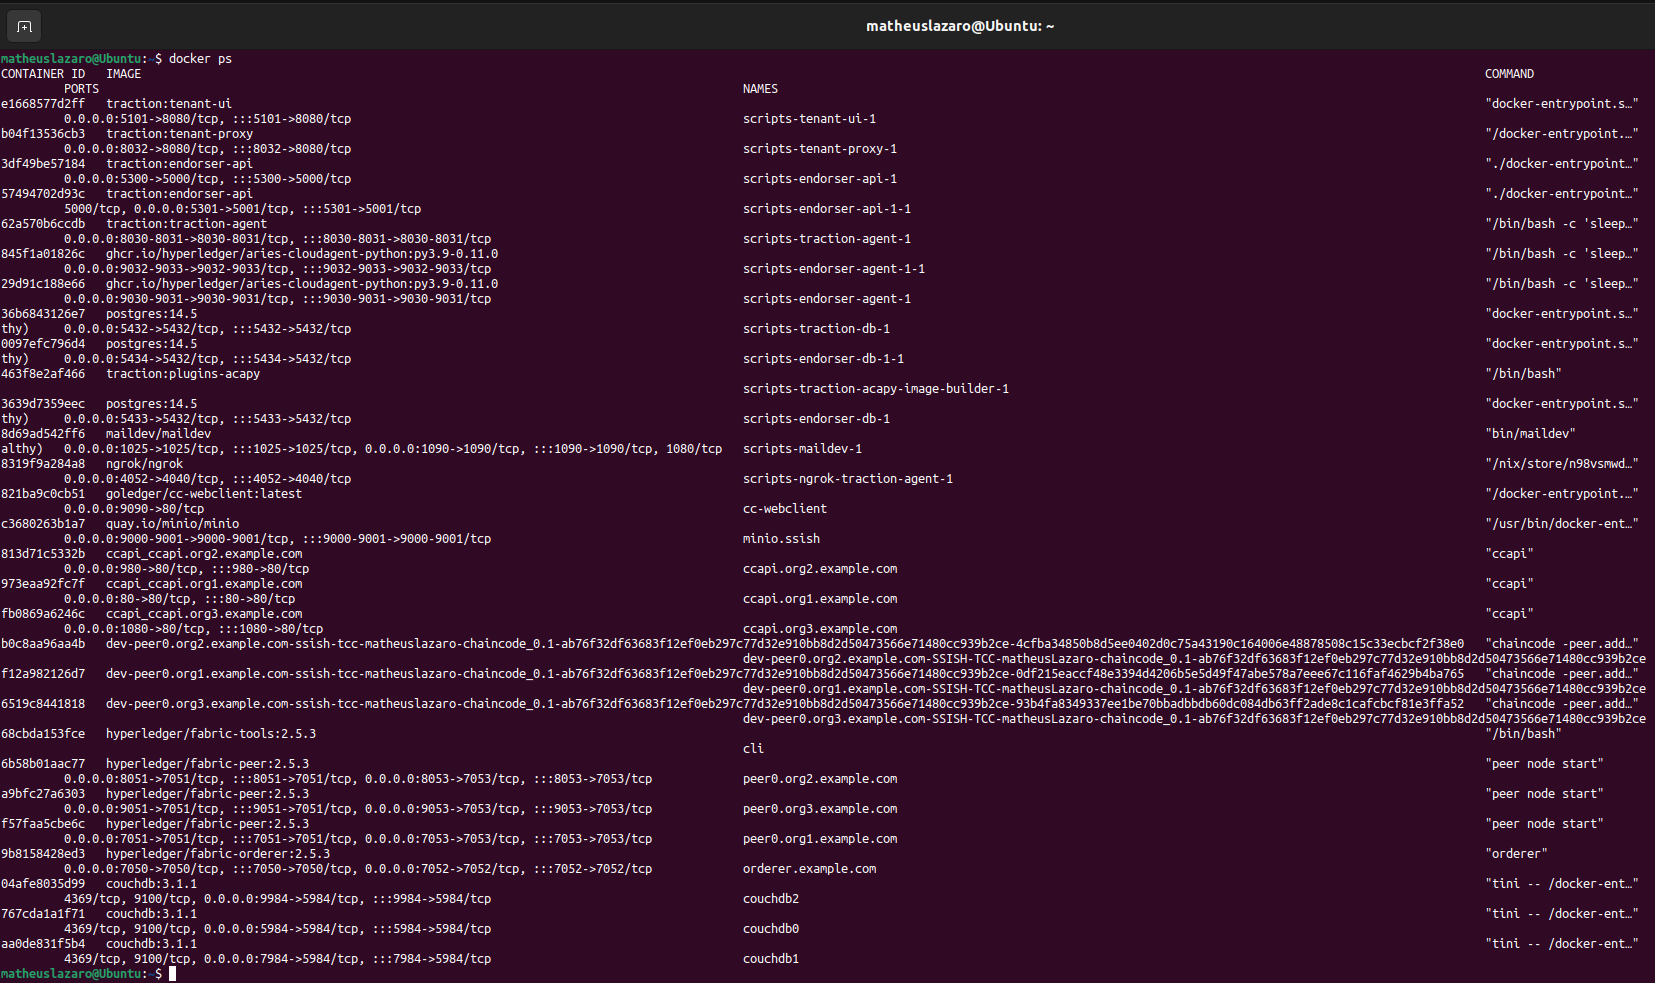 matheuslazaro@Ubuntu: ~
matheuslazaro@Ubuntu:~$ docker ps
CONTAINER ID   IMAGE   COMMAND
PORTS   NAMES
e1668577d2ff   traction:tenant-ui   "docker-entrypoint.s…"
0.0.0.0:5101->8080/tcp, :::5101->8080/tcp   scripts-tenant-ui-1
b04f13536cb3   traction:tenant-proxy   "/docker-entrypoint.…"
0.0.0.0:8032->8080/tcp, :::8032->8080/tcp   scripts-tenant-proxy-1
3df49be57184   traction:endorser-api   "./docker-entrypoint…"
0.0.0.0:5300->5000/tcp, :::5300->5000/tcp   scripts-endorser-api-1
57494702d93c   traction:endorser-api   "./docker-entrypoint…"
5000/tcp, 0.0.0.0:5301->5001/tcp, :::5301->5001/tcp   scripts-endorser-api-1-1
62a570b6ccdb   traction:traction-agent   "/bin/bash -c 'sleep…"
0.0.0.0:8030-8031->8030-8031/tcp, :::8030-8031->8030-8031/tcp   scripts-traction-agent-1
845f1a01826c   ghcr.io/hyperledger/aries-cloudagent-python:py3.9-0.11.0   "/bin/bash -c 'sleep…"
0.0.0.0:9032-9033->9032-9033/tcp, :::9032-9033->9032-9033/tcp   scripts-endorser-agent-1-1
29d91c188e66   ghcr.io/hyperledger/aries-cloudagent-python:py3.9-0.11.0   "/bin/bash -c 'sleep…"
0.0.0.0:9030-9031->9030-9031/tcp, :::9030-9031->9030-9031/tcp   scripts-endorser-agent-1
36b6843126e7   postgres:14.5   "docker-entrypoint.s…"
thy)   0.0.0.0:5432->5432/tcp, :::5432->5432/tcp   scripts-traction-db-1
0097efc796d4   postgres:14.5   "docker-entrypoint.s…"
thy)   0.0.0.0:5434->5432/tcp, :::5434->5432/tcp   scripts-endorser-db-1-1
463f8e2af466   traction:plugins-acapy   "/bin/bash"
scripts-traction-acapy-image-builder-1
3639d7359eec   postgres:14.5   "docker-entrypoint.s…"
thy)   0.0.0.0:5433->5432/tcp, :::5433->5432/tcp   scripts-endorser-db-1
8d69ad542ff6   maildev/maildev   "bin/maildev"
althy)   0.0.0.0:1025->1025/tcp, :::1025->1025/tcp, 0.0.0.0:1090->1090/tcp, :::1090->1090/tcp, 1080/tcp   scripts-maildev-1
8319f9a284a8   ngrok/ngrok   "/nix/store/n98vsmwd…"
0.0.0.0:4052->4040/tcp, :::4052->4040/tcp   scripts-ngrok-traction-agent-1
821ba9c0cb51   goledger/cc-webclient:latest   "/docker-entrypoint.…"
0.0.0.0:9090->80/tcp   cc-webclient
c3680263b1a7   quay.io/minio/minio   "/usr/bin/docker-ent…"
0.0.0.0:9000-9001->9000-9001/tcp, :::9000-9001->9000-9001/tcp   minio.ssish
813d71c5332b   ccapi_ccapi.org2.example.com   "ccapi"
0.0.0.0:980->80/tcp, :::980->80/tcp   ccapi.org2.example.com
973eaa92fc7f   ccapi_ccapi.org1.example.com   "ccapi"
0.0.0.0:80->80/tcp, :::80->80/tcp   ccapi.org1.example.com
fb0869a6246c   ccapi_ccapi.org3.example.com   "ccapi"
0.0.0.0:1080->80/tcp, :::1080->80/tcp   ccapi.org3.example.com
b0c8aa96aa4b   dev-peer0.org2.example.com-ssish-tcc-matheuslazaro-chaincode_0.1-ab76f32df63683f12ef0eb297c77d32e910bb8d2d50473566e71480cc939b2ce-4cfba34850b8d5ee0402d0c75a43190c164006e48878508c15c33ecbcf2f38e0   "chaincode -peer.add…"
dev-peer0.org2.example.com-SSISH-TCC-matheusLazaro-chaincode_0.1-ab76f32df63683f12ef0eb297c77d32e910bb8d2d50473566e71480cc939b2ce
f12a982126d7   dev-peer0.org1.example.com-ssish-tcc-matheuslazaro-chaincode_0.1-ab76f32df63683f12ef0eb297c77d32e910bb8d2d50473566e71480cc939b2ce-0df215eaccf48e3394d4206b5e5d49f47abe578a7eee67c116faf4629b4ba765   "chaincode -peer.add…"
dev-peer0.org1.example.com-SSISH-TCC-matheusLazaro-chaincode_0.1-ab76f32df63683f12ef0eb297c77d32e910bb8d2d50473566e71480cc939b2ce
6519c8441818   dev-peer0.org3.example.com-ssish-tcc-matheuslazaro-chaincode_0.1-ab76f32df63683f12ef0eb297c77d32e910bb8d2d50473566e71480cc939b2ce-93b4fa8349337ee1be70bbadbbdb60dc084db63ff2ade8c1cafcbcf81e3ffa52   "chaincode -peer.add…"
dev-peer0.org3.example.com-SSISH-TCC-matheusLazaro-chaincode_0.1-ab76f32df63683f12ef0eb297c77d32e910bb8d2d50473566e71480cc939b2ce
68cbda153fce   hyperledger/fabric-tools:2.5.3   "/bin/bash"
cli
6b58b01aac77   hyperledger/fabric-peer:2.5.3   "peer node start"
0.0.0.0:8051->7051/tcp, :::8051->7051/tcp, 0.0.0.0:8053->7053/tcp, :::8053->7053/tcp   peer0.org2.example.com
a9bfc27a6303   hyperledger/fabric-peer:2.5.3   "peer node start"
0.0.0.0:9051->7051/tcp, :::9051->7051/tcp, 0.0.0.0:9053->7053/tcp, :::9053->7053/tcp   peer0.org3.example.com
f57faa5cbe6c   hyperledger/fabric-peer:2.5.3   "peer node start"
0.0.0.0:7051->7051/tcp, :::7051->7051/tcp, 0.0.0.0:7053->7053/tcp, :::7053->7053/tcp   peer0.org1.example.com
9b8158428ed3   hyperledger/fabric-orderer:2.5.3   "orderer"
0.0.0.0:7050->7050/tcp, :::7050->7050/tcp, 0.0.0.0:7052->7052/tcp, :::7052->7052/tcp   orderer.example.com
04afe8035d99   couchdb:3.1.1   "tini -- /docker-ent…"
4369/tcp, 9100/tcp, 0.0.0.0:9984->5984/tcp, :::9984->5984/tcp   couchdb2
767cda1a1f71   couchdb:3.1.1   "tini -- /docker-ent…"
4369/tcp, 9100/tcp, 0.0.0.0:5984->5984/tcp, :::5984->5984/tcp   couchdb0
aa0de831f5b4   couchdb:3.1.1   "tini -- /docker-ent…"
4369/tcp, 9100/tcp, 0.0.0.0:7984->5984/tcp, :::7984->5984/tcp   couchdb1
matheuslazaro@Ubuntu:~$